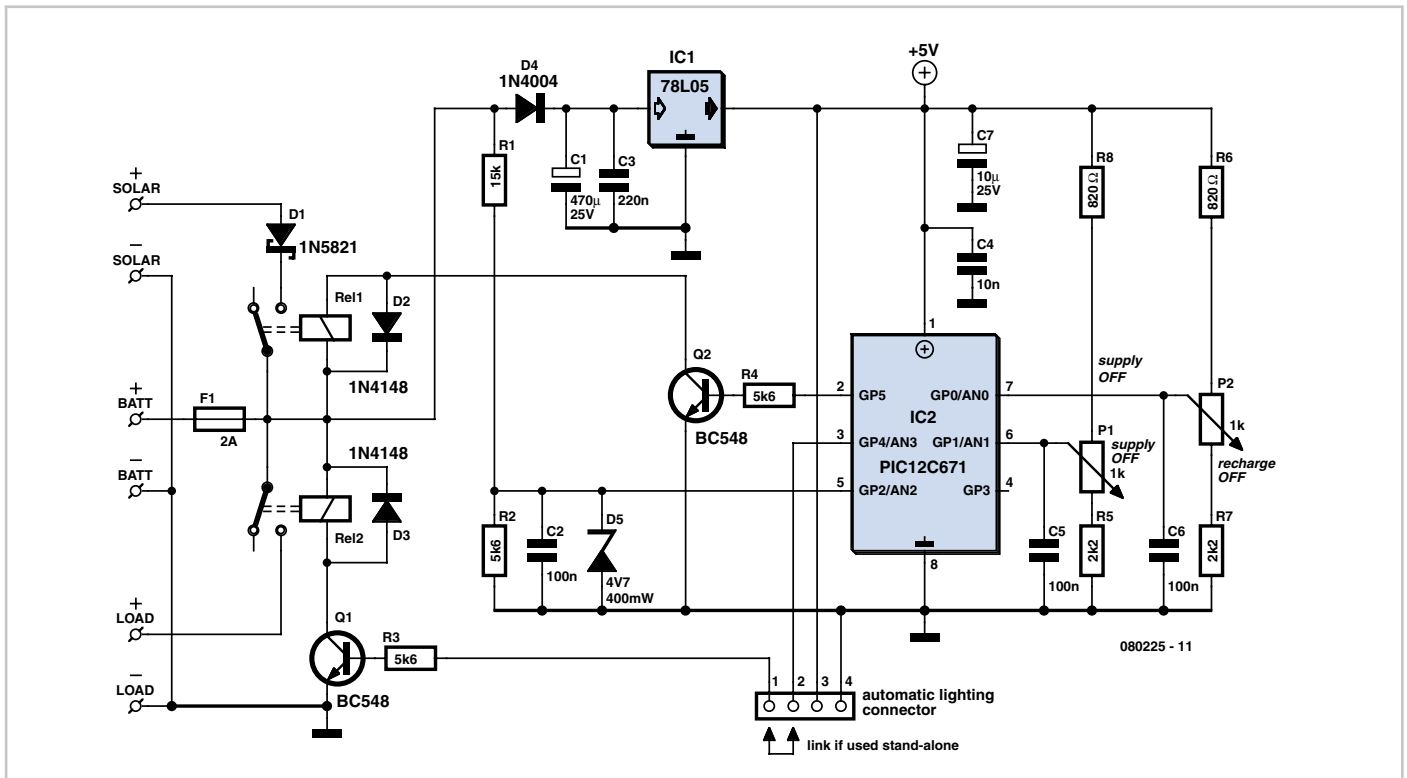 +5V
D4
1N4004
IC1
78L05
R1
15k
C1
470µ
25V
C3
220n
C7
10µ
25V
R8
820 Ω
R6
820 Ω
+
SOLAR
D1
1N5821
–
SOLAR
C4
10n
Rel1
D2
1N4148
Q2
BC548
R4
5k6
1
2
GP5
GP0/AN0
7
IC2
3
GP4/AN3
GP1/AN1
6
PIC12C671
5
GP2/AN2
GP3
4
8
supply
OFF
P2
1k
recharge
OFF
P1
supply
OFF
1k
+
BATT
F1
2A
–
BATT
1N4148
Rel2
D3
R2
5k6
C2
100n
D5
4V7
400mW
C5
100n
R5
2k2
C6
100n
R7
2k2
+
LOAD
–
LOAD
Q1
BC548
R3
5k6
080225 - 11
1 2 3 4
automatic lighting
connector
link if used stand-alone